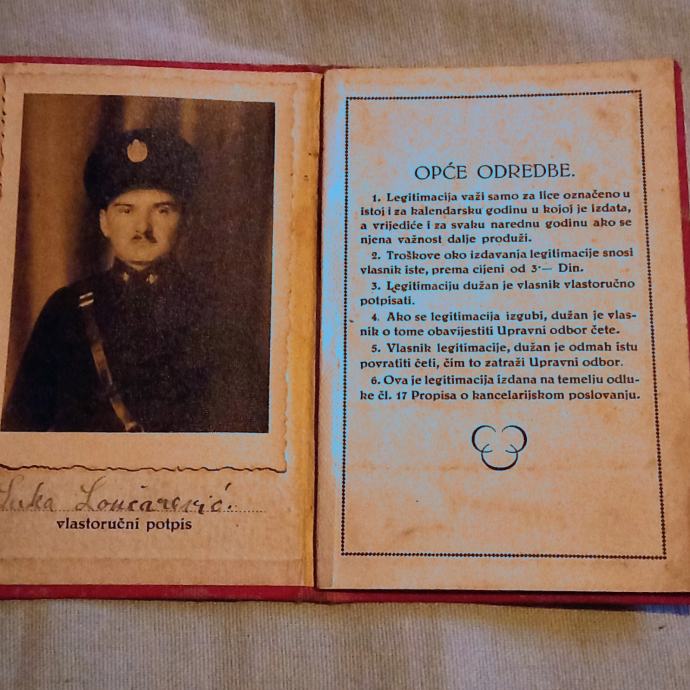 Luka Lončarević.
vlastoručni potpis
OPĆE ODREDBE.
1. Legitimacija važi samo za lice označeno u
istoj i za kalendarsku godinu u kojoj je izdata,
a vrijediće i za svaku narednu godinu ako se
njena važnost dalje produži.
2. Troškove oko izdavanja legitimacije snosi
vlasnik iste, prema cijeni od 3·— Din.
3. Legitimaciju dužan je vlasnik vlastoručno
potpisati.
4. Ako se legitimacija izgubi, dužan je vlas-
nik o tome obavijestiti Upravni odbor čete.
5. Vlasnik legitimacije, dužan je odmah istu
povratiti četi, čim to zatraži Upravni odbor.
6. Ova je legitimacija izdana na temelju odlu-
ke čl. 17 Propisa o kancelarijskom poslovanju.